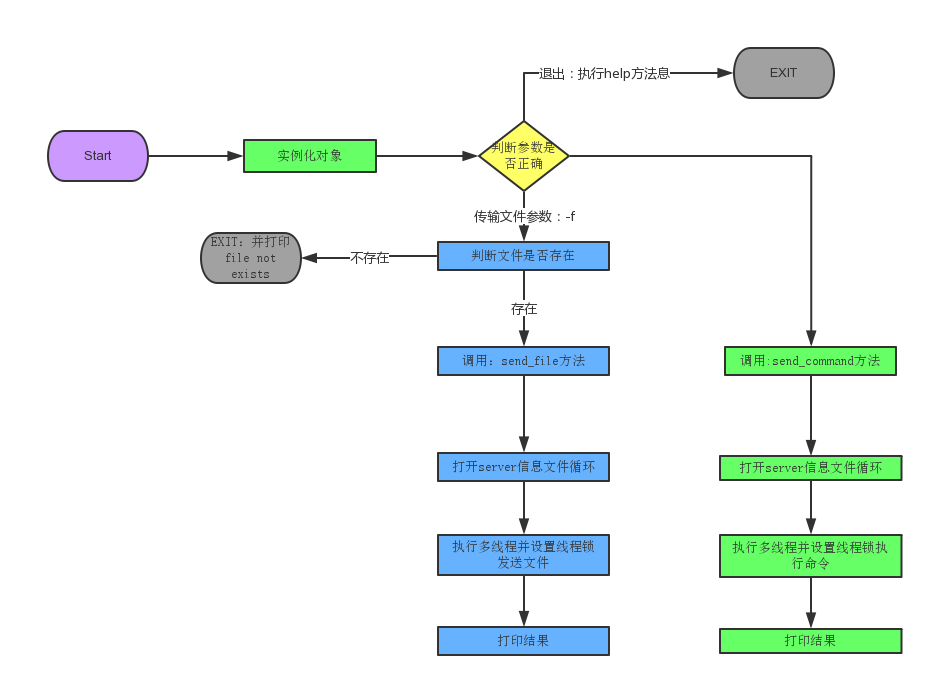 退出：执行help方法息
EXIT
Start
实例化对象
判断参数是
否正确
传输文件参数：-f
EXIT：并打印
file not
exists
不存在
判断文件是否存在
存在
调用：send_file方法
调用:send_command方法
打开server信息文件循环
打开server信息文件循环
执行多线程并设置线程锁
发送文件
执行多线程并设置线程锁执
行命令
打印结果
打印结果